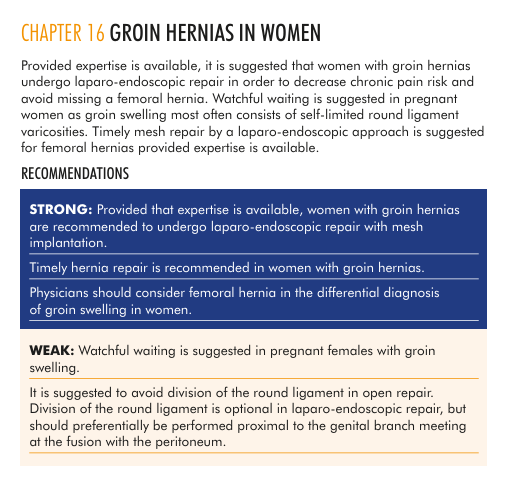 CHAPTER 16 GROIN HERNIAS IN WOMEN
Provided expertise is available, it is suggested that women with groin hernias
undergo laparo-endoscopic repair in order to decrease chronic pain risk and
avoid missing a femoral hernia. Watchful waiting is suggested in pregnant
women as groin swelling most often consists of self-limited round ligament
varicosities. Timely mesh repair by a laparo-endoscopic approach is suggested
for femoral hernias provided expertise is available.
RECOMMENDATIONS
STRONG: Provided that expertise is available, women with groin hernias
are recommended to undergo laparo-endoscopic repair with mesh
implantation.
Timely hernia repair is recommended in women with groin hernias.
Physicians should consider femoral hernia in the differential diagnosis
of groin swelling in women.
WEAK: Watchful waiting is suggested in pregnant females with groin
swelling.
It is suggested to avoid division of the round ligament in open repair.
Division of the round ligament is optional in laparo-endoscopic repair, but
should preferentially be performed proximal to the genital branch meeting
at the fusion with the peritoneum.